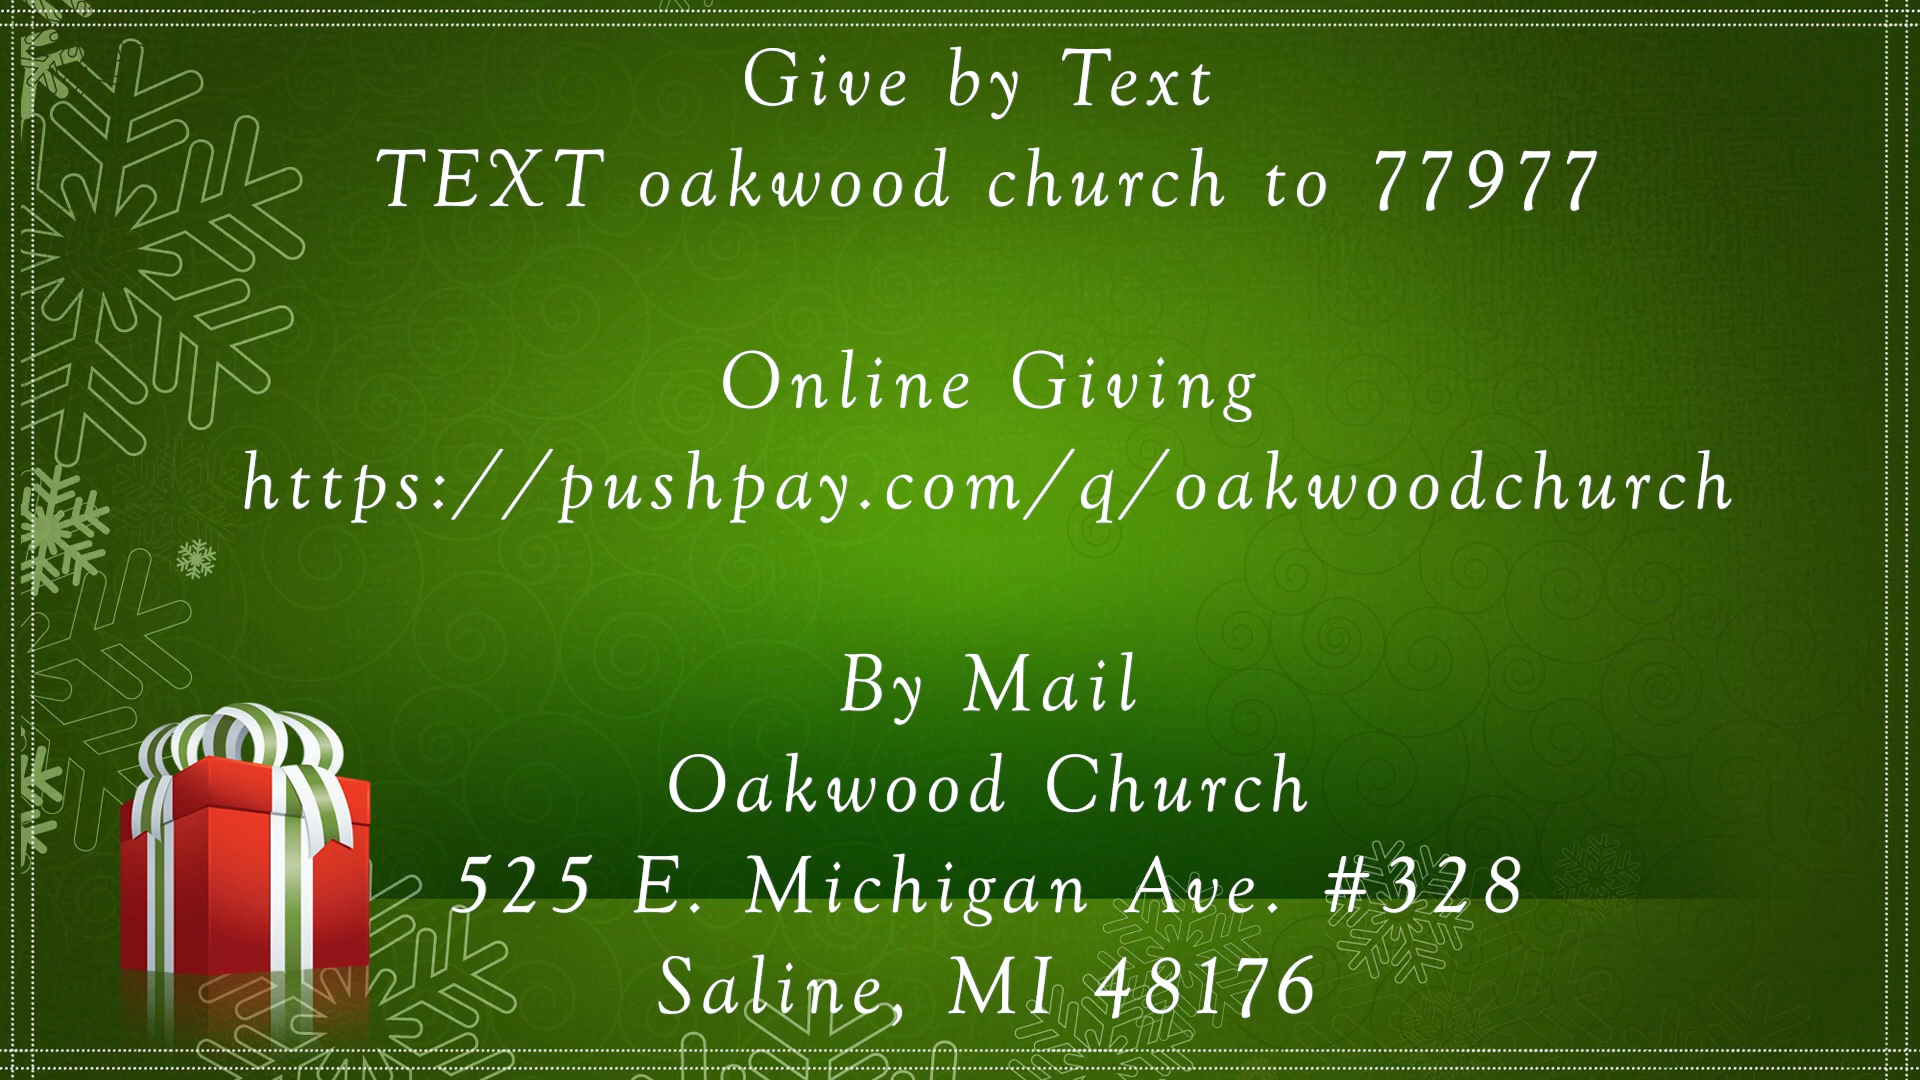 Give by Text
TEXT oakwood church to 77977
Online Giving
https://pushpay.com/q/oakwoodchurch
By Mail
Oakwood Church
525 E. Michigan Ave. #328
Saline, MI 48176